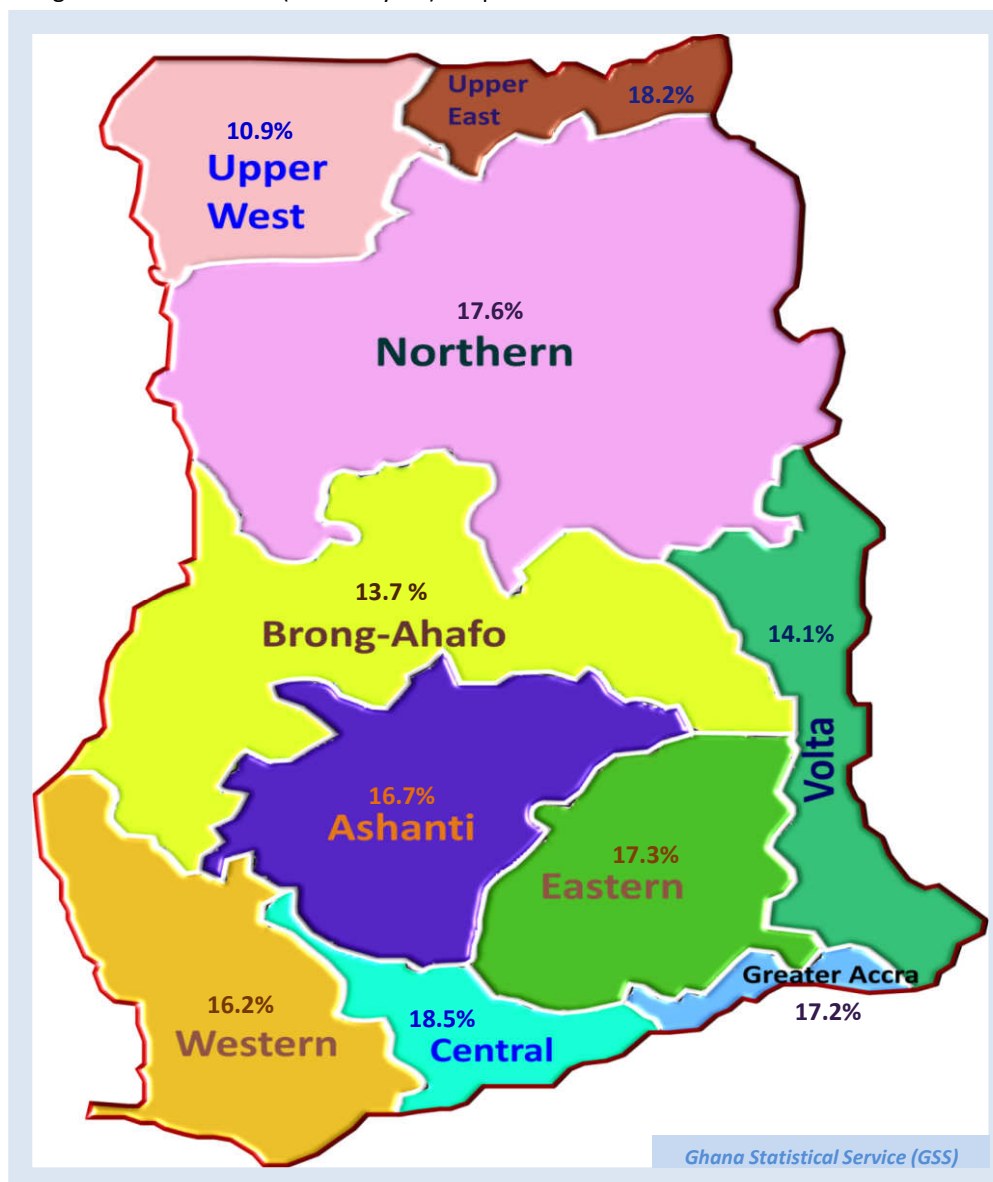 Upper
East
18.2%
10.9%
Upper
West
17.6%
Northern
13.7 %
Brong-Ahafo
14.1%
Volta
16.7%
Ashanti
17.3%
Eastern
Greater Accra
17.2%
16.2%
Western
18.5%
Central
Ghana Statistical Service (GSS)